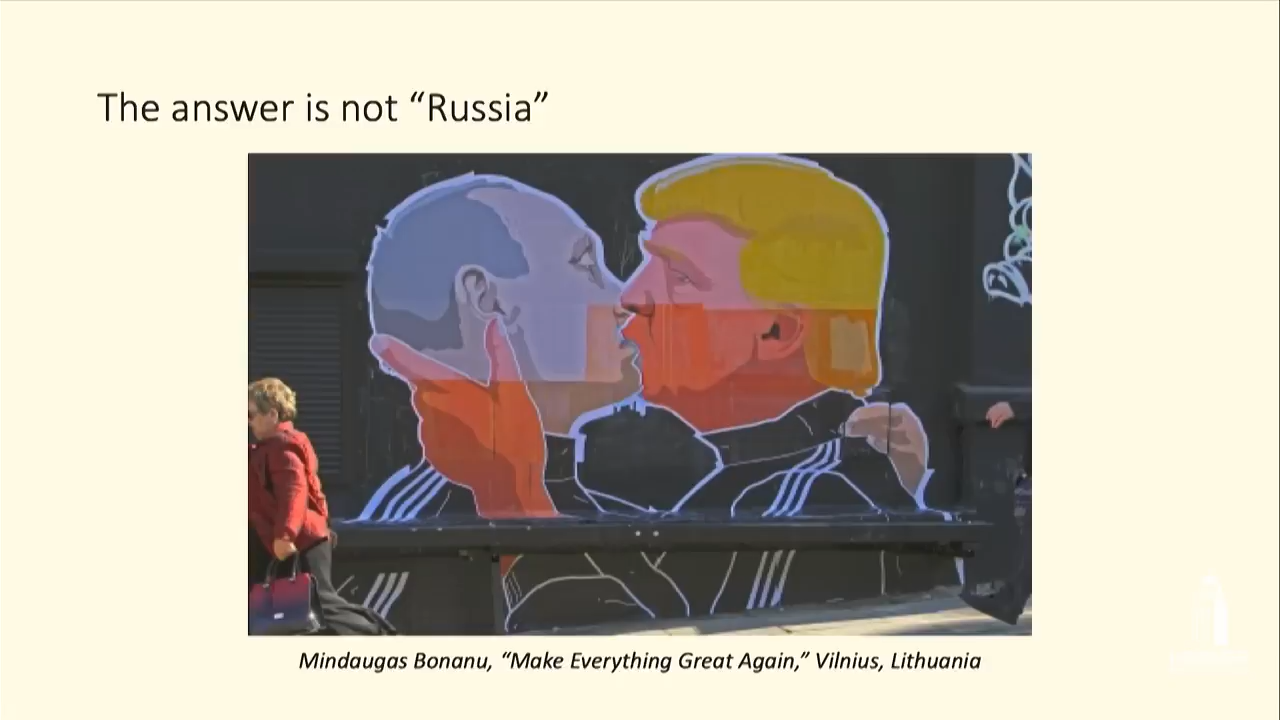 The answer is not “Russia”
Mindaugas Bonanu, “Make Everything Great Again,” Vilnius, Lithuania